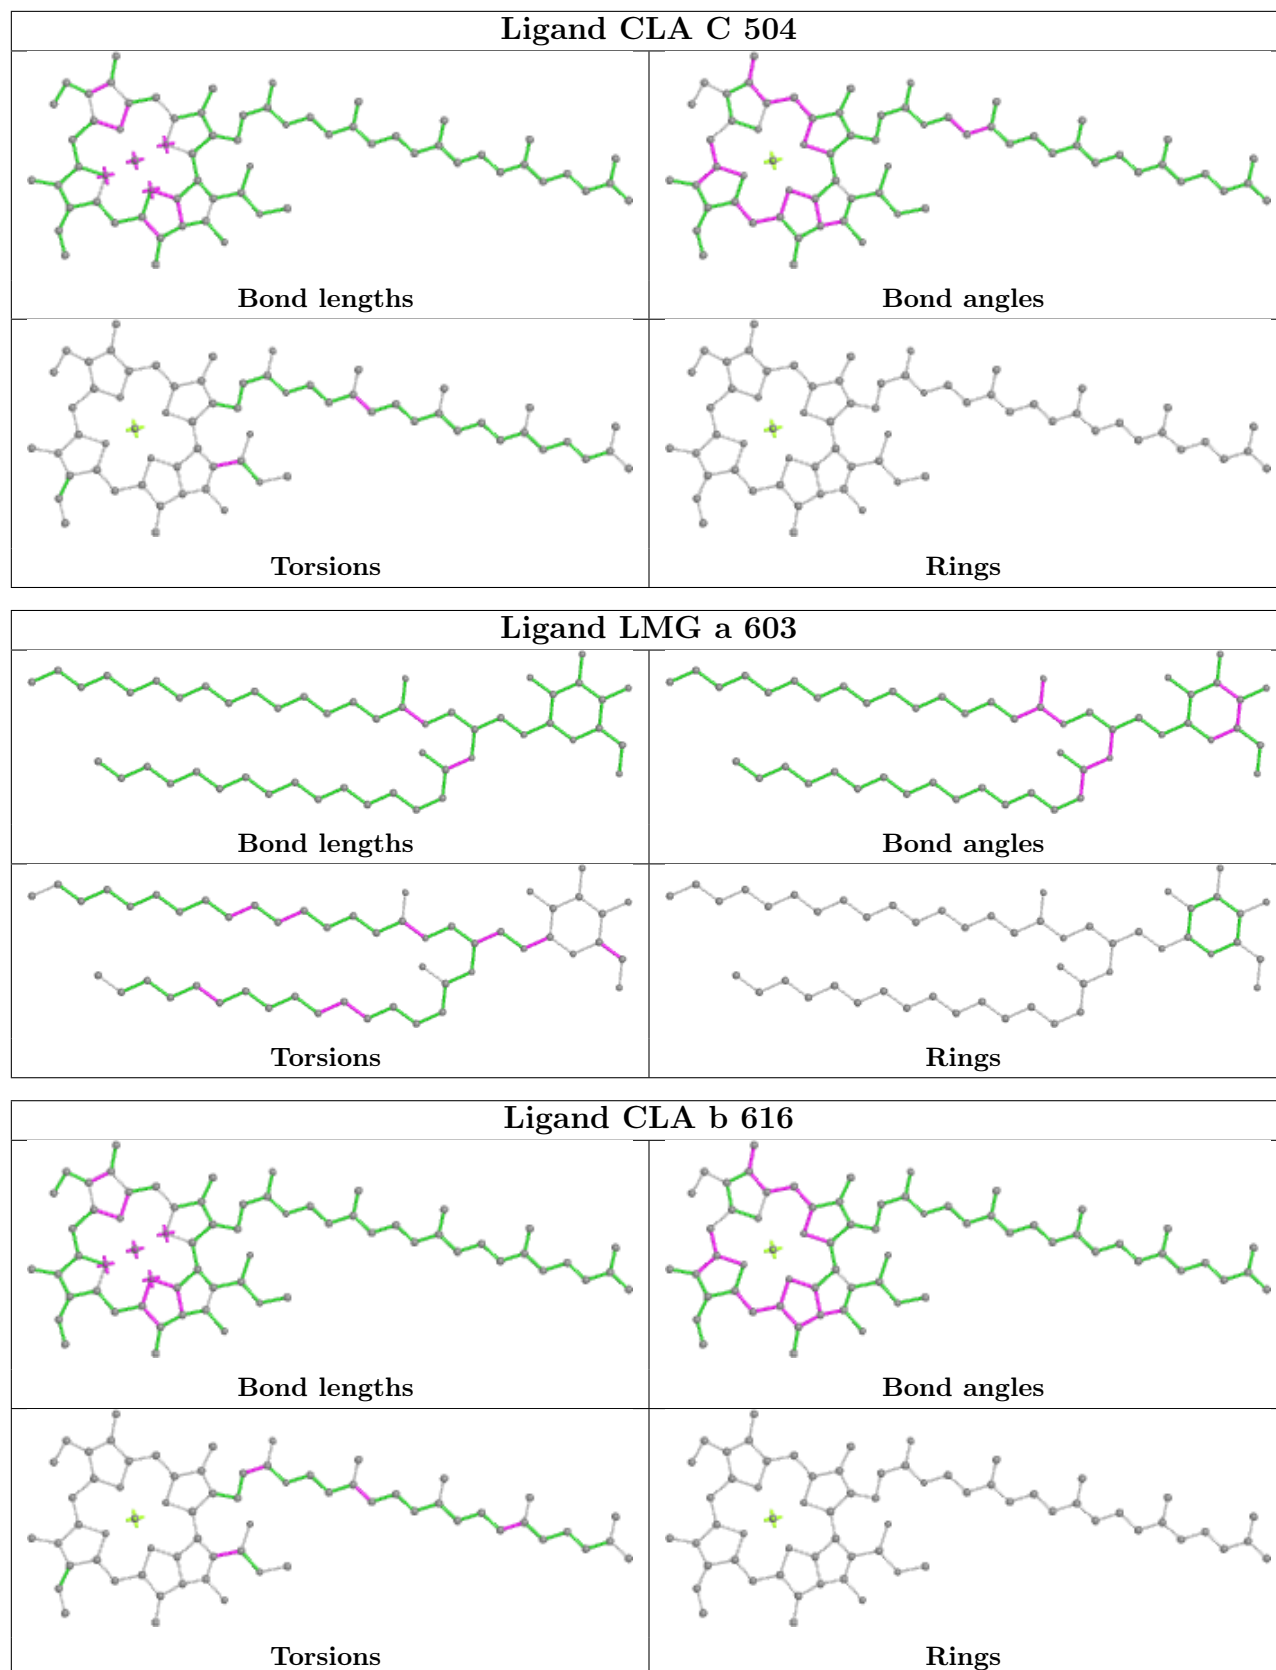 Ligand CLA C 504
Bond lengths
Bond angles
Torsions
Rings
Ligand LMG a 603
Bond lengths
Bond angles
Torsions
Rings
Ligand CLA b 616
Bond lengths
Bond angles
Torsions
Rings